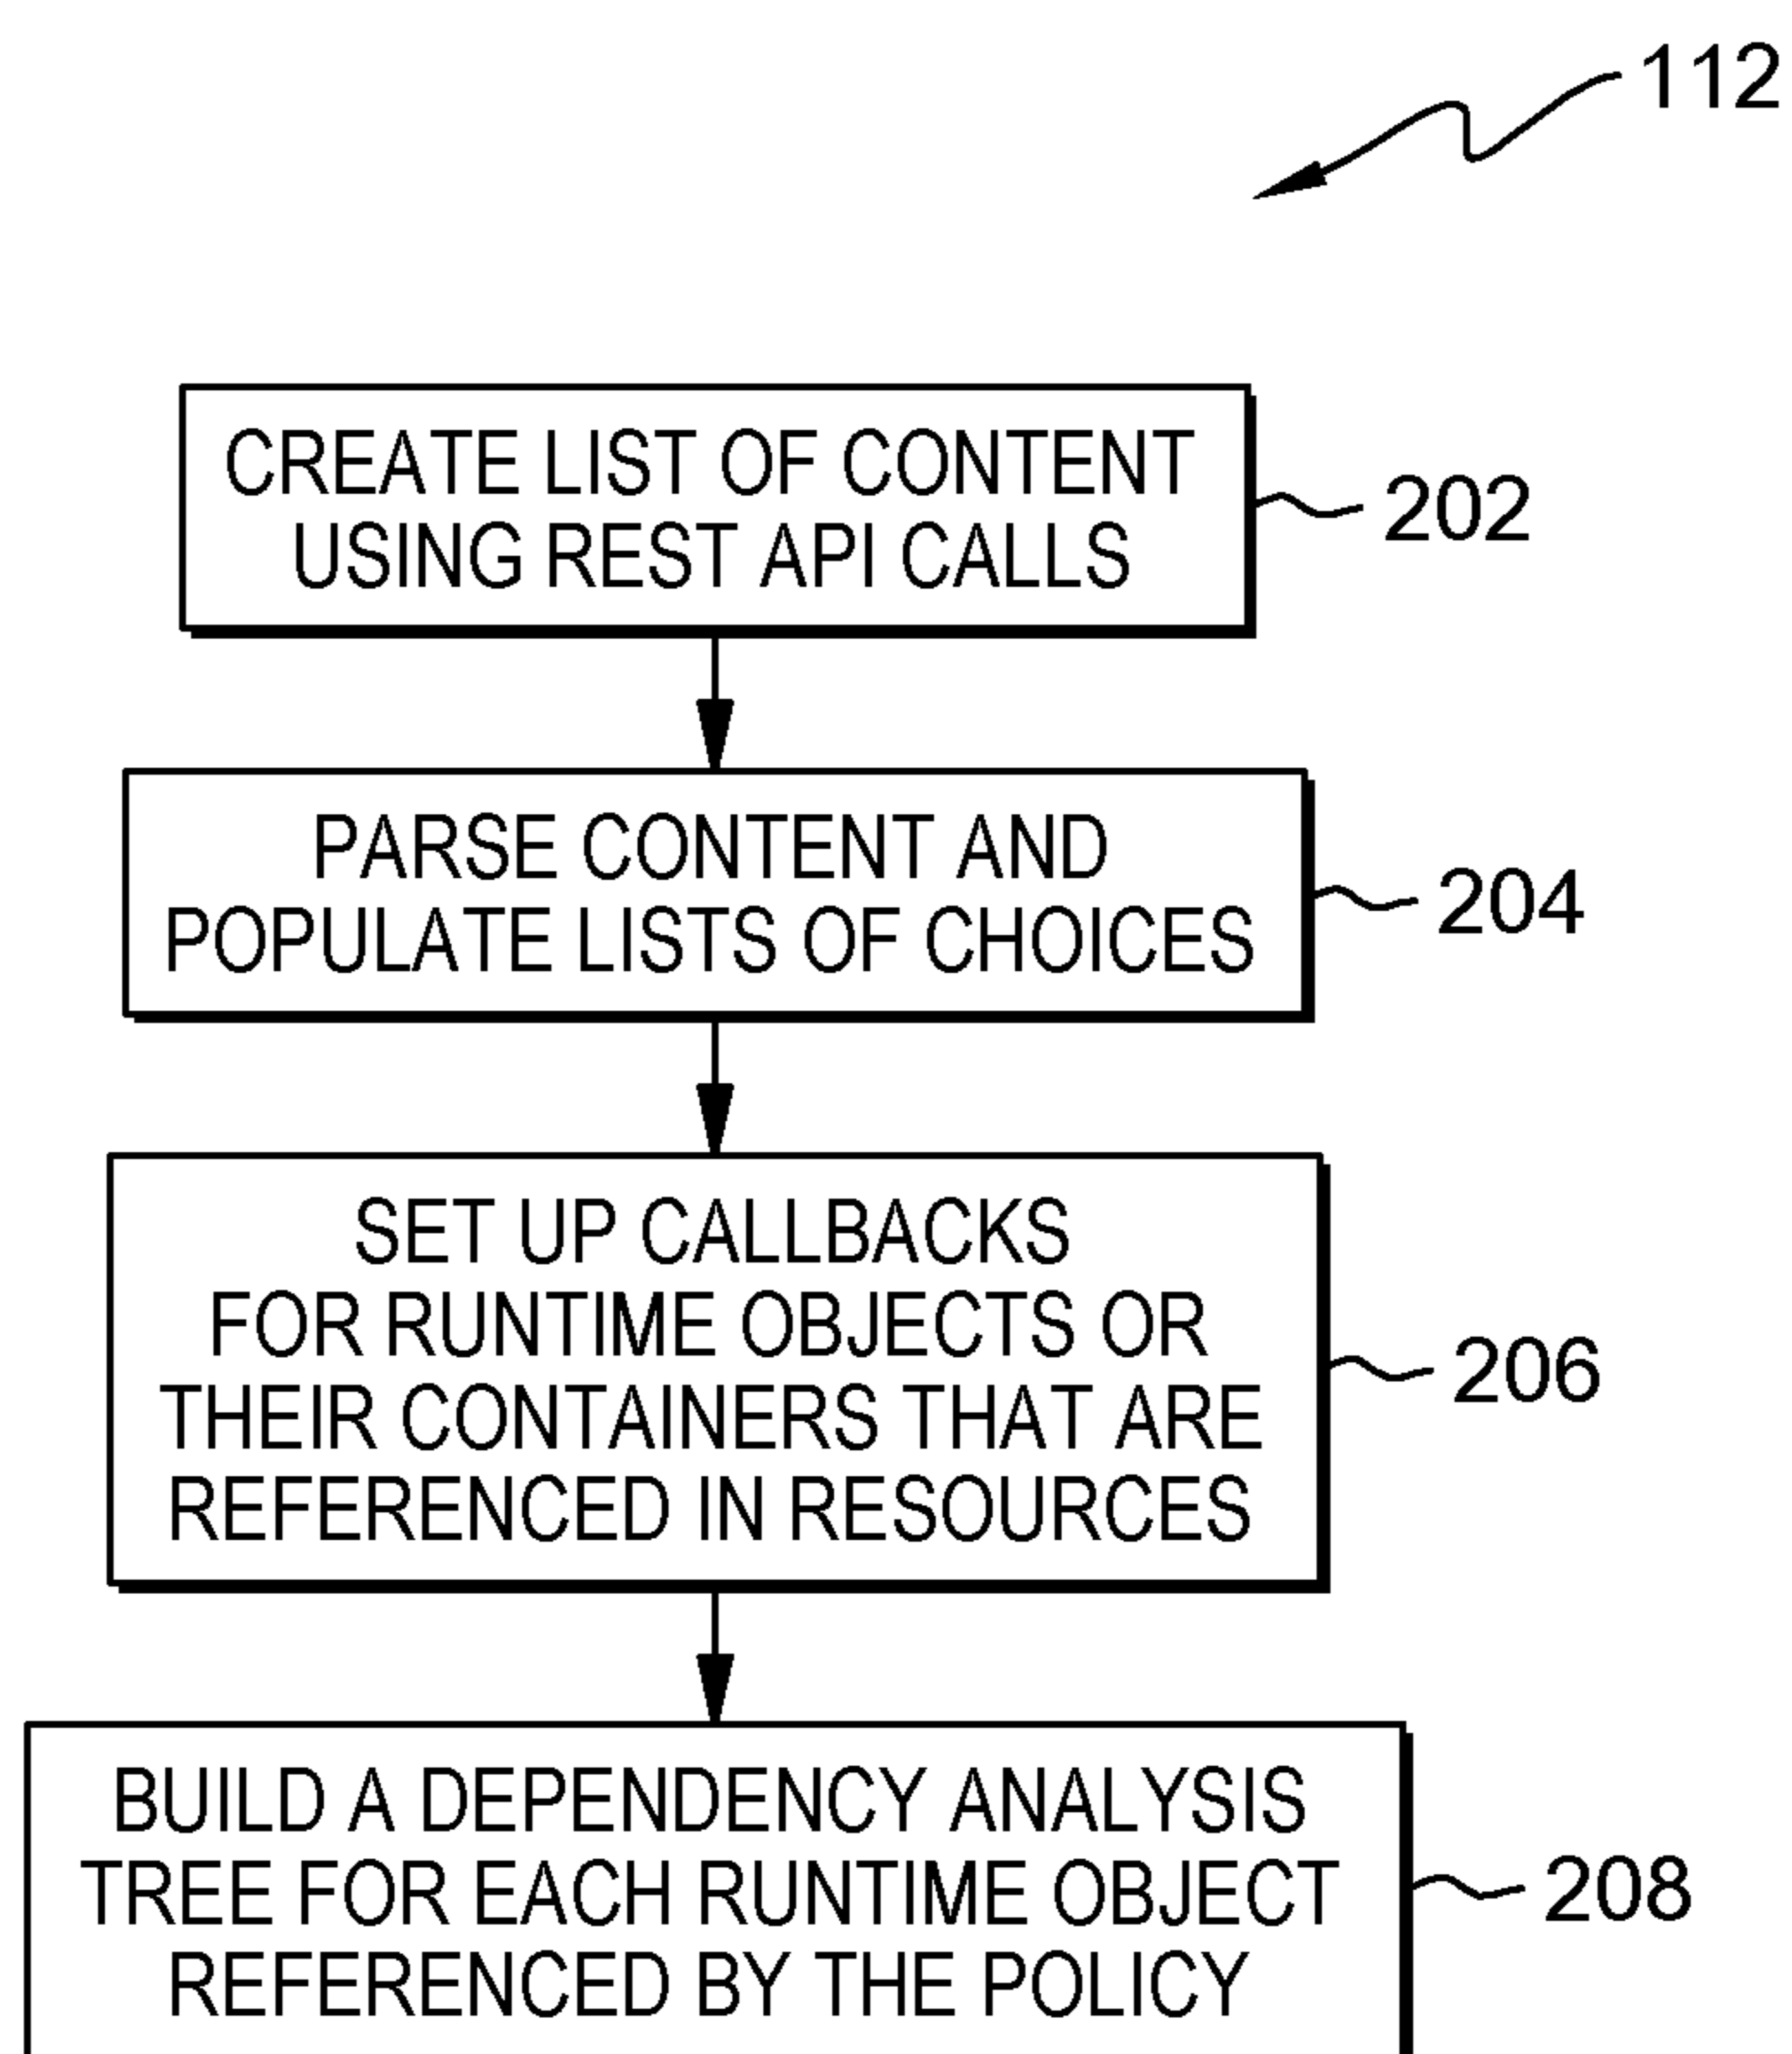 112
CREATE LIST OF CONTENT
USING REST API CALLS
202
PARSE CONTENT AND
POPULATE LISTS OF CHOICES
204
SET UP CALLBACKS
FOR RUNTIME OBJECTS OR
THEIR CONTAINERS THAT ARE
REFERENCED IN RESOURCES
206
BUILD A DEPENDENCY ANALYSIS
TREE FOR EACH RUNTIME OBJECT
REFERENCED BY THE POLICY
208